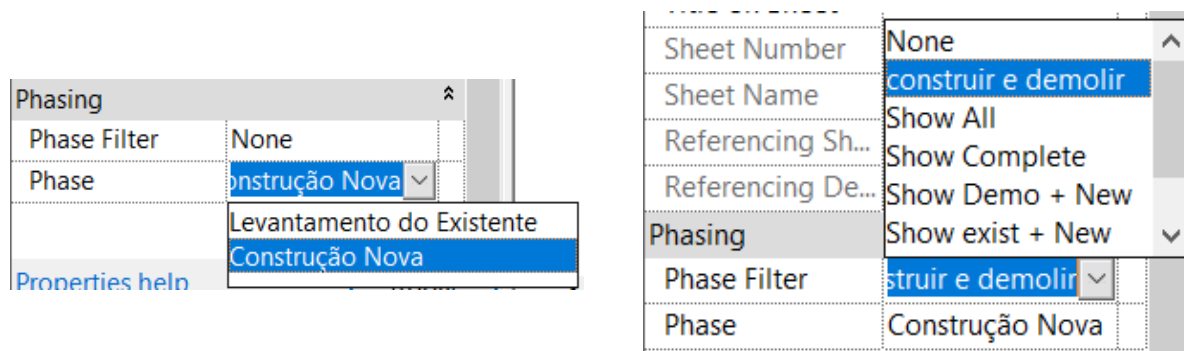 Phasing
Phase Filter None
Phase onstrução Nova
Levantamento do Existente
Construção Nova
Properties help
Sheet Number
Sheet Name
Referencing Sh...
Referencing De...
None
construir e demolir
Show All
Show Complete
Show Demo + New
Show exist + New
Phasing
Phase Filter struir e demolir
Phase Construção Nova